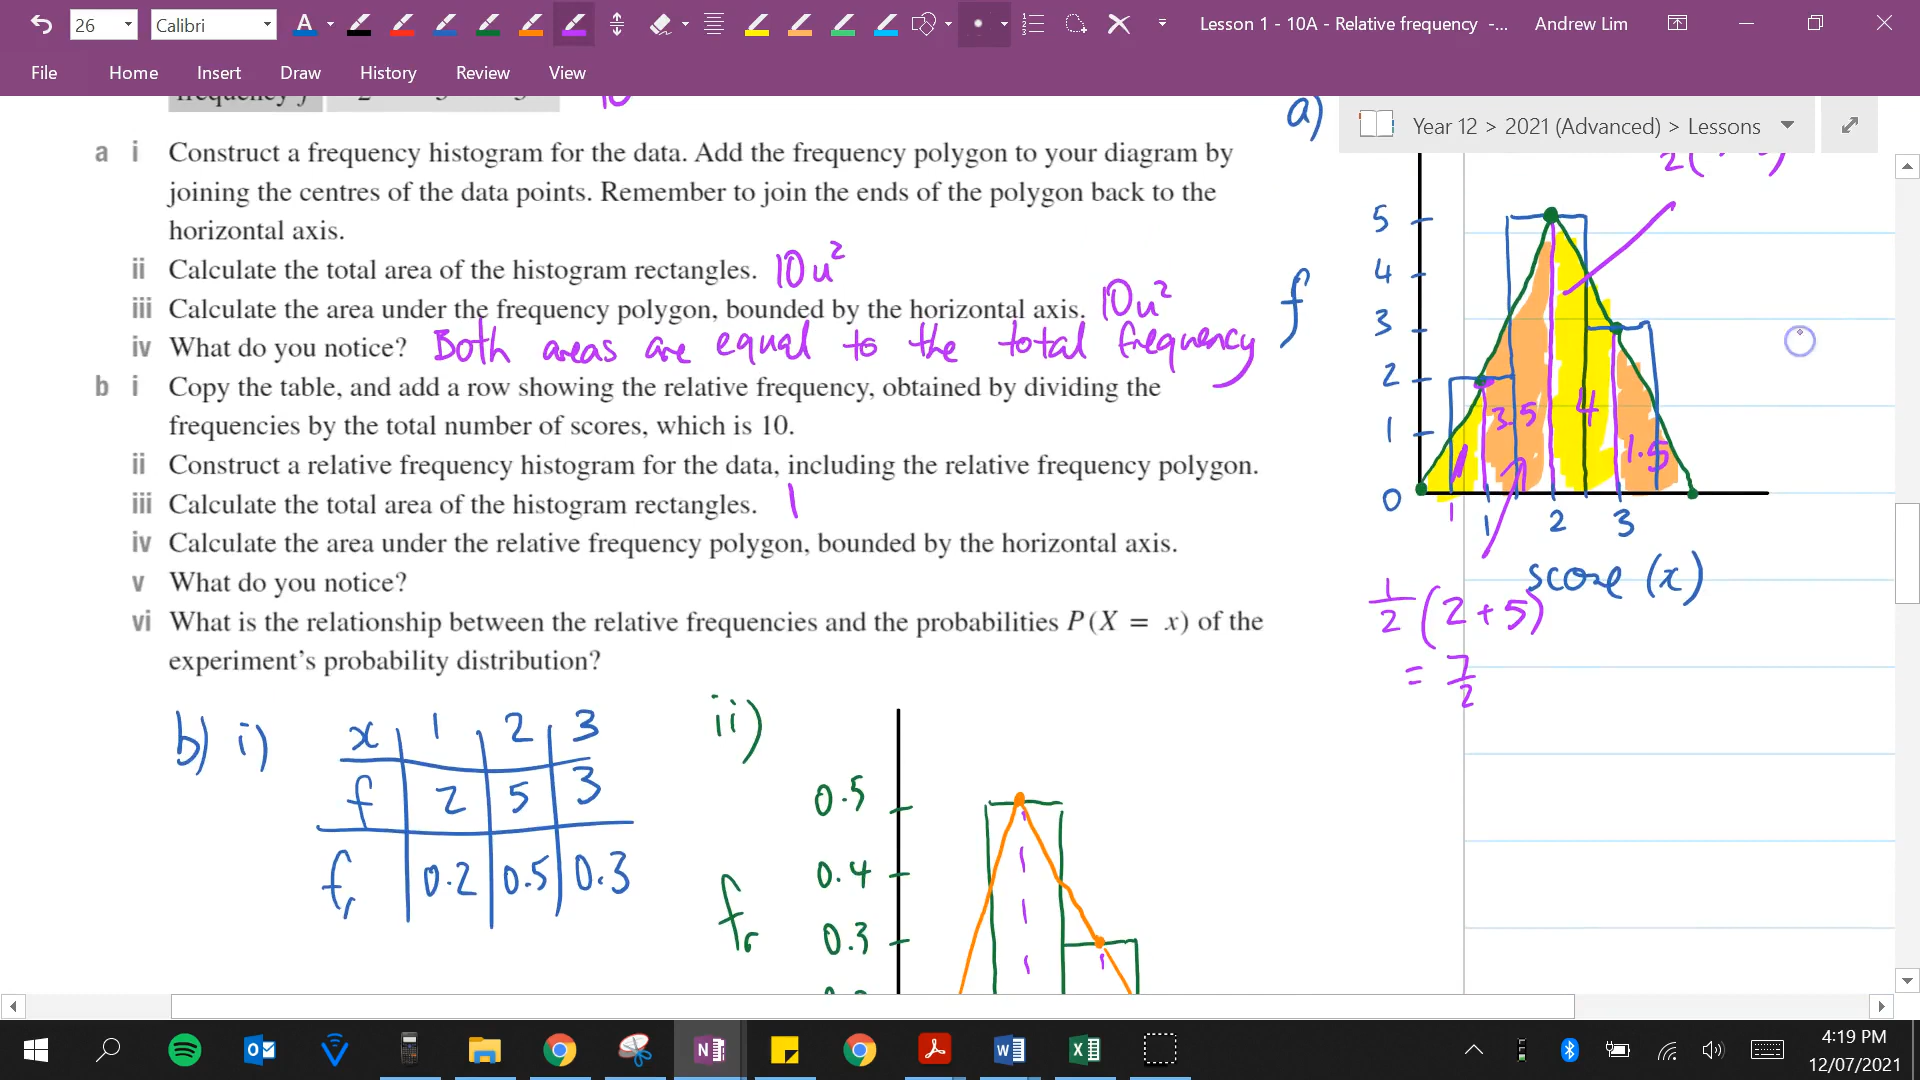 26
Calibri
A
Lesson 1 - 10A - Relative frequency -...
Andrew Lim
File
Home
Insert
Draw
History
Review
View
Year 12 > 2021 (Advanced) > Lessons
frequency f
a i Construct a frequency histogram for the data. Add the frequency polygon to your diagram by
joining the centres of the data points. Remember to join the ends of the polygon back to the
horizontal axis.
ii Calculate the total area of the histogram rectangles. 10u²
iii Calculate the area under the frequency polygon, bounded by the horizontal axis. 10u²
iv What do you notice? Both areas are equal to the total frequency
b i Copy the table, and add a row showing the relative frequency, obtained by dividing the
frequencies by the total number of scores, which is 10.
ii Construct a relative frequency histogram for the data, including the relative frequency polygon.
iii Calculate the total area of the histogram rectangles. 1
iv Calculate the area under the relative frequency polygon, bounded by the horizontal axis.
v What do you notice?
vi What is the relationship between the relative frequencies and the probabilities P(X = x) of the
experiment's probability distribution?
a)
f
5
4
3
2
1
0
1 3.5 4 1.5
1 1 2 3
score (x)
1/2 (2 + 5)
= 7/2
b) i)
x 1 2 3
f 2 5 3
fr 0.2 0.5 0.3
ii)
fr
0.5
0.4
0.3
4:19 PM
12/07/2021